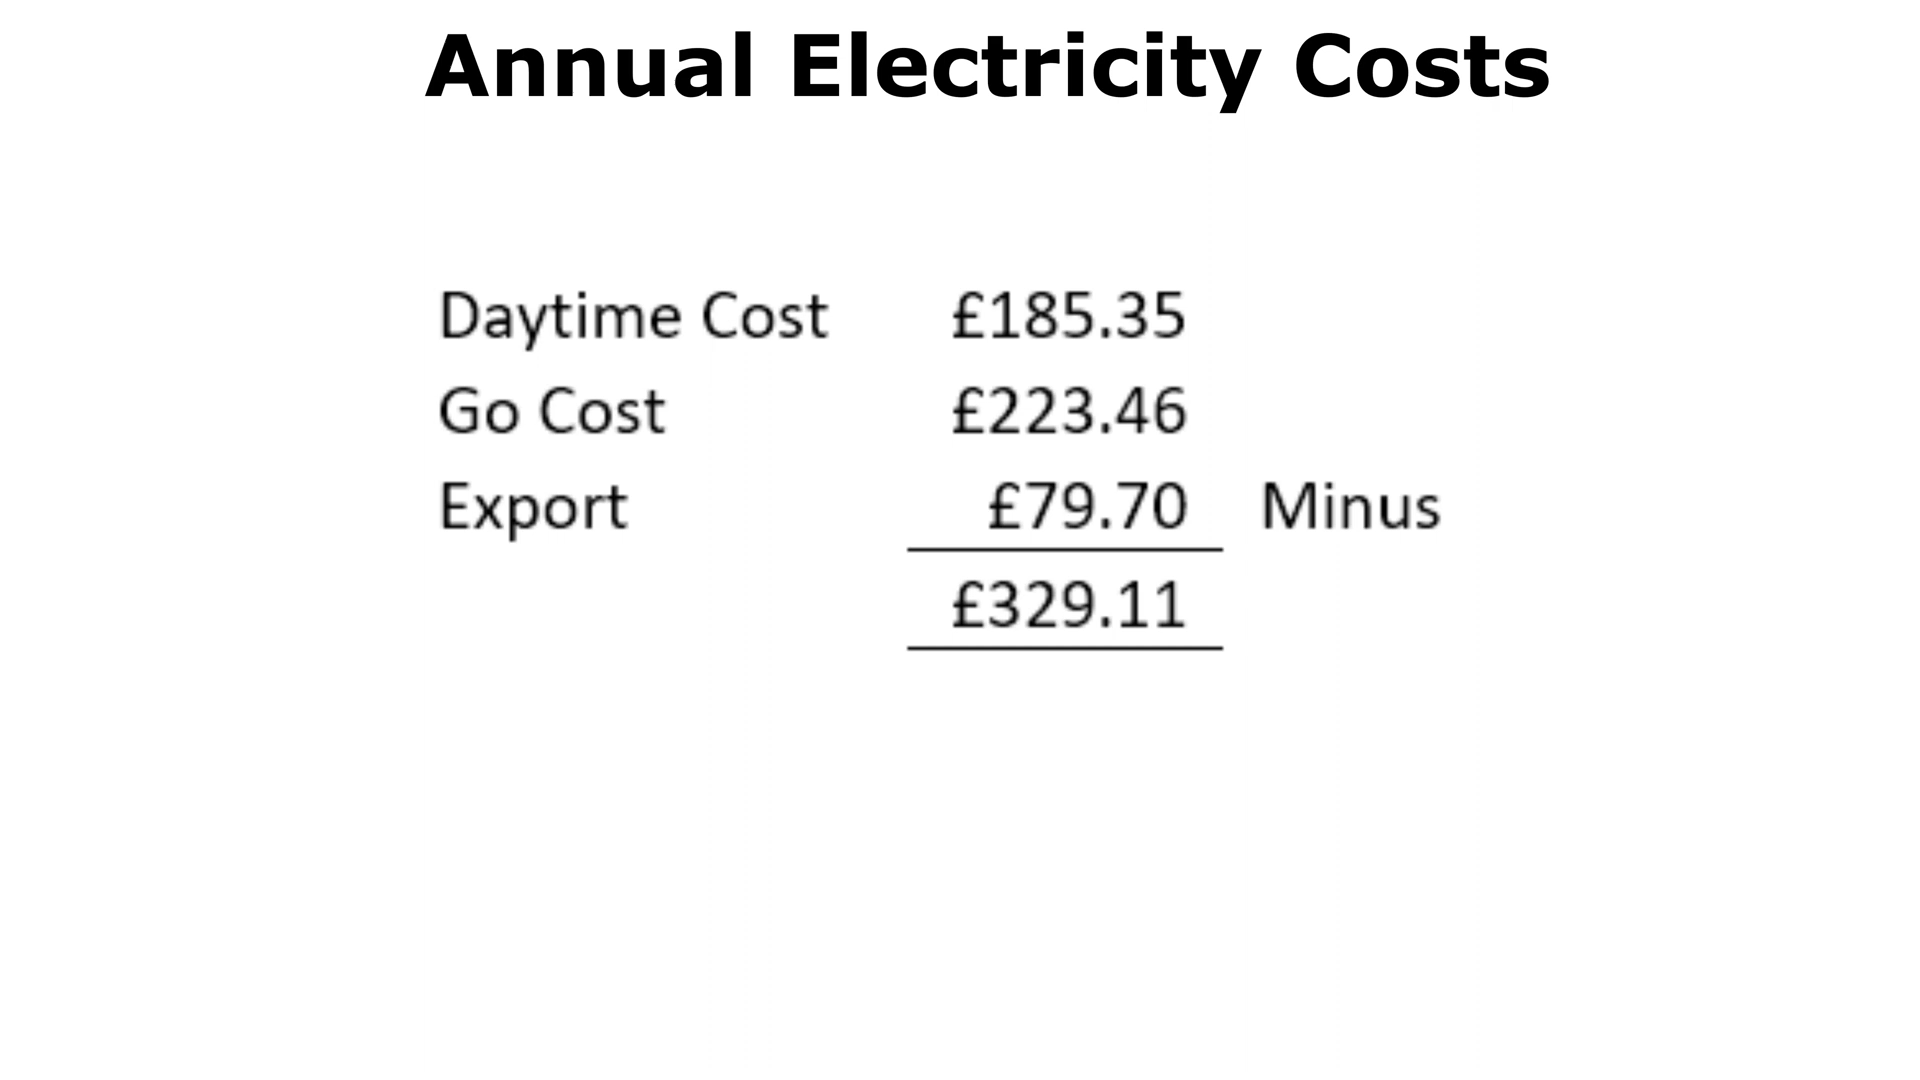 Annual Electricity Costs
Daytime Cost £185.35
Go Cost £223.46
Export £79.70 Minus
£329.11